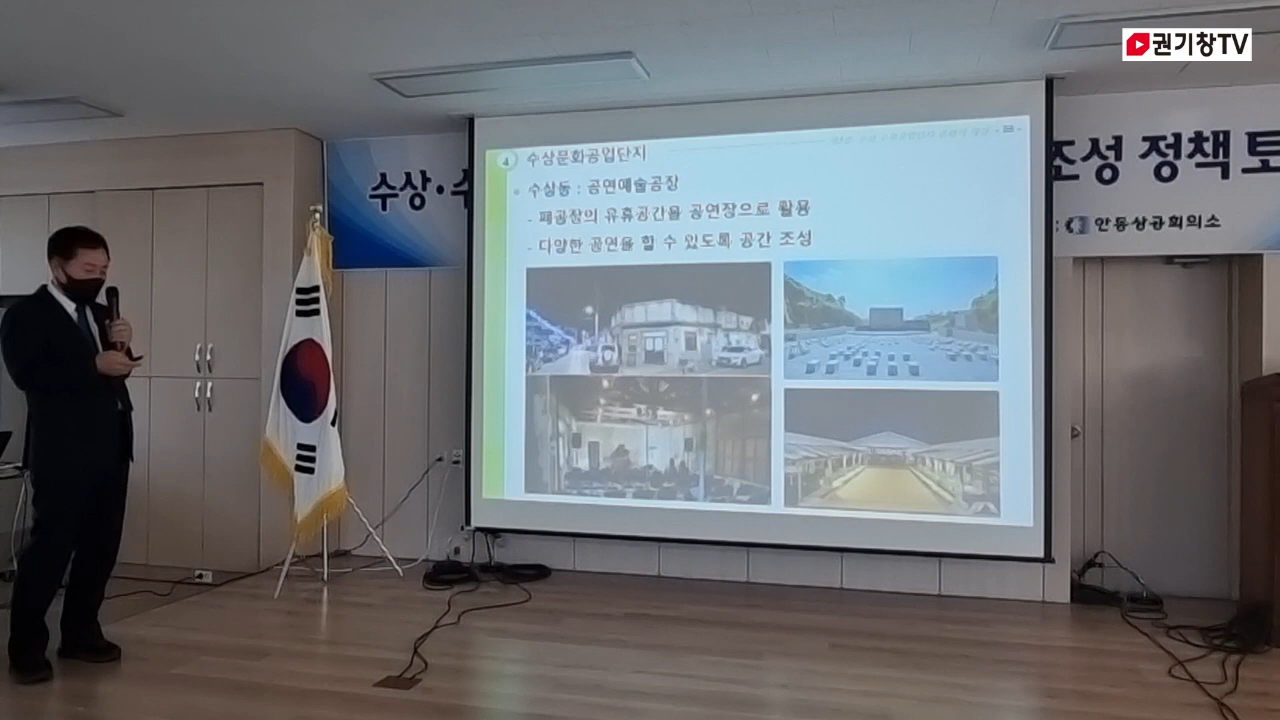 권기창TV
수상·수
조성 정책 토
안동상공회의소
4 수상문화공업단지
수상동 : 공연예술공장
- 폐공장의 유휴공간을 공연장으로 활용
- 다양한 공연을 할 수 있도록 공간 조성